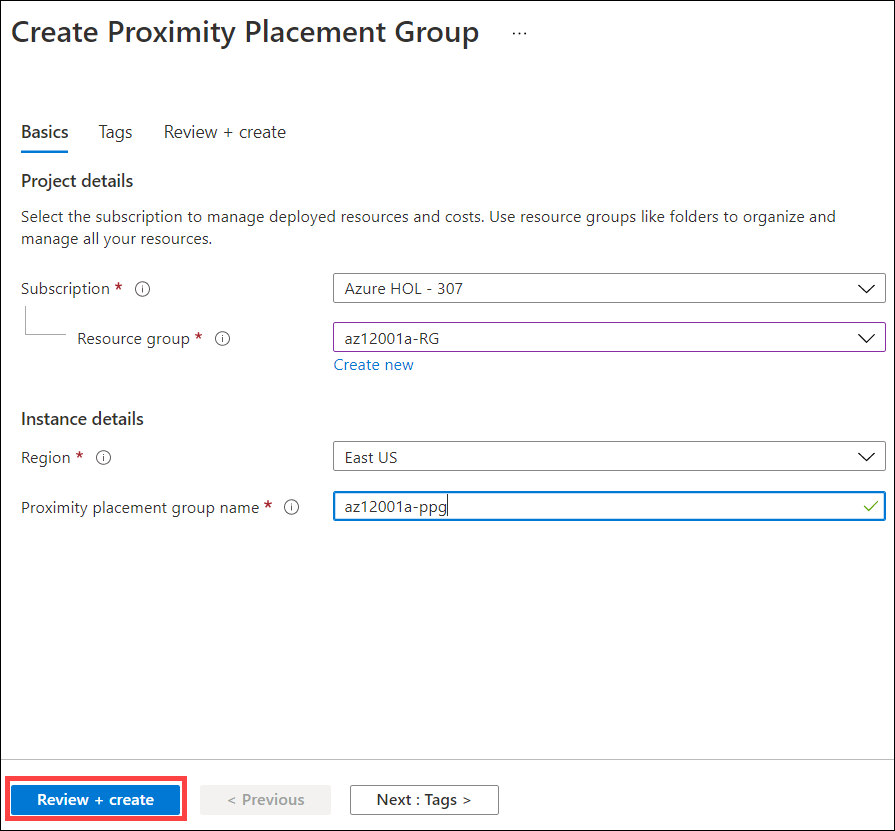 Create Proximity Placement Group ...
Basics Tags Review + create
Project details
Select the subscription to manage deployed resources and costs. Use resource groups like folders to organize and
manage all your resources.
Subscription * Azure HOL - 307
Resource group * az12001a-RG
Create new
Instance details
Region * East US
Proximity placement group name * az12001a-ppg
Review + create < Previous Next : Tags >